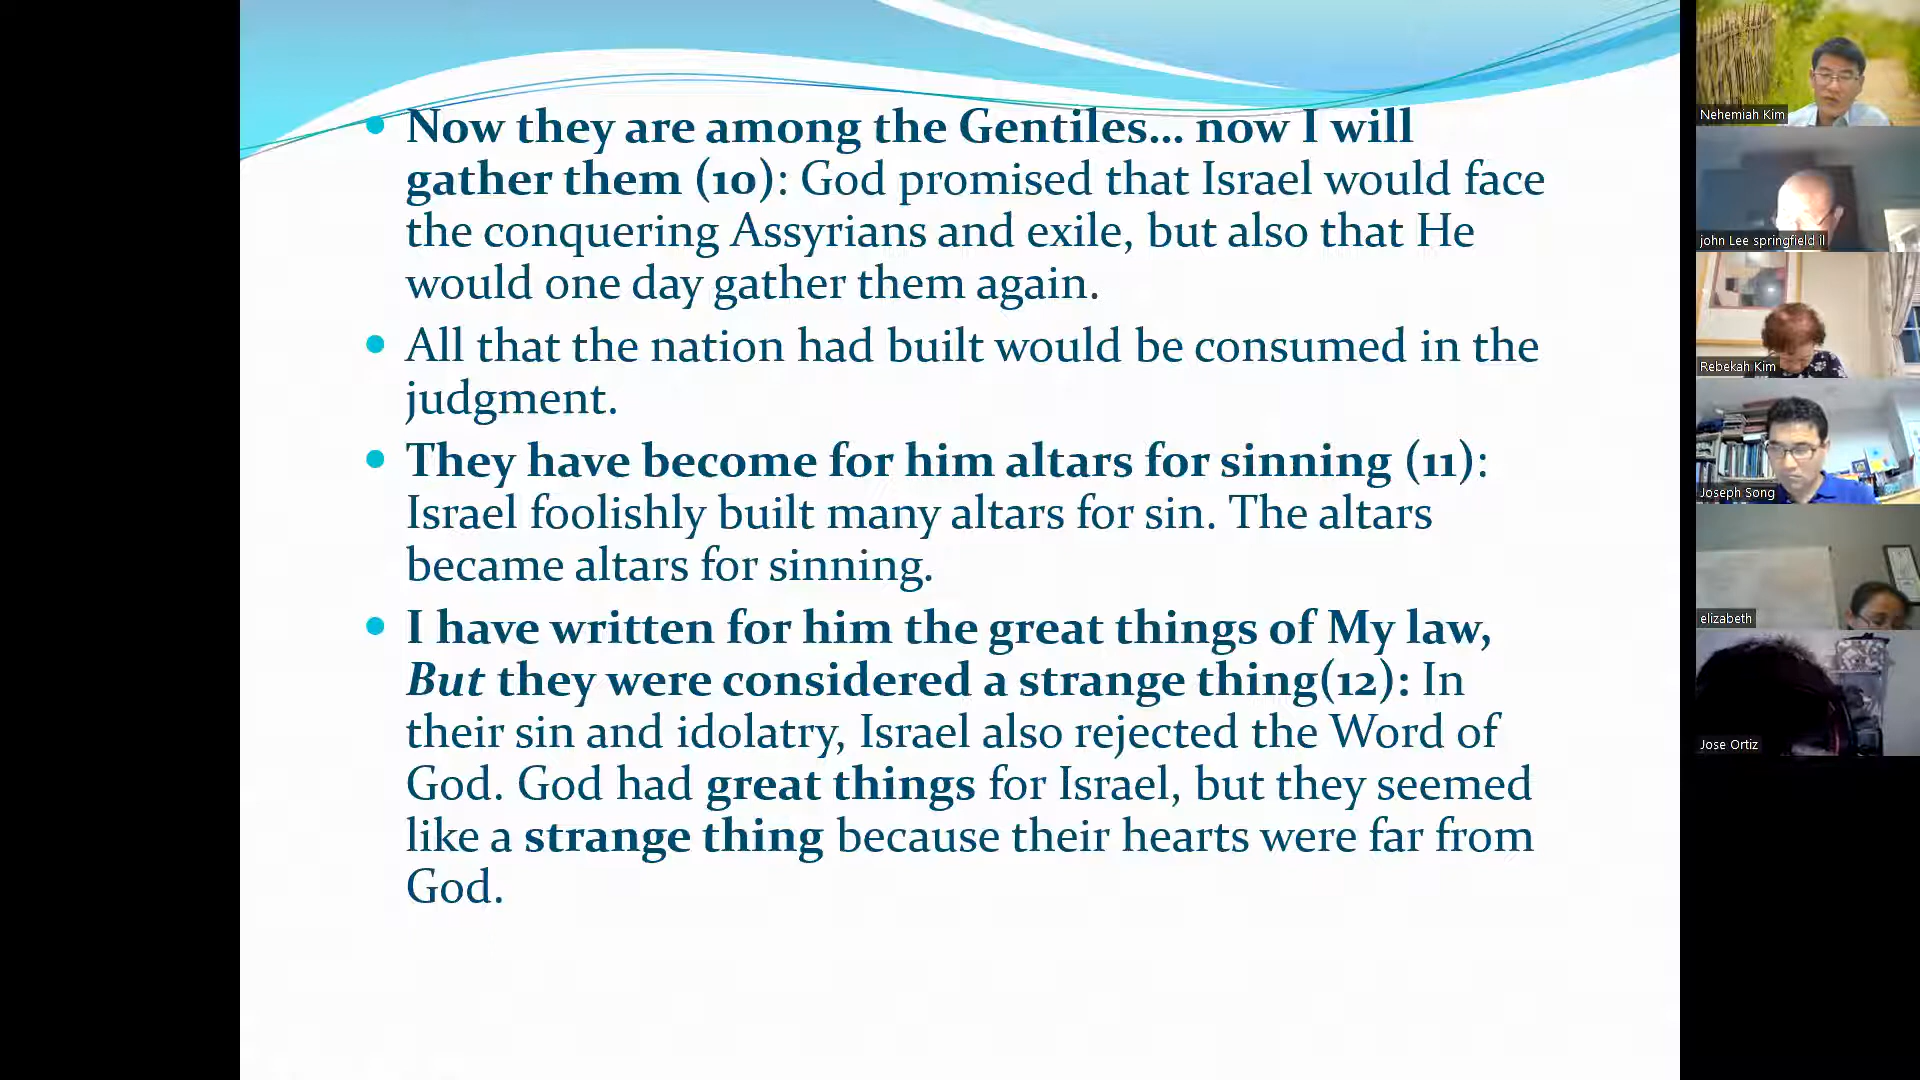 Now they are among the Gentiles... now I will
gather them (10): God promised that Israel would face
the conquering Assyrians and exile, but also that He
would one day gather them again.
All that the nation had built would be consumed in the
judgment.
They have become for him altars for sinning (11):
Israel foolishly built many altars for sin. The altars
became altars for sinning.
I have written for him the great things of My law,
But they were considered a strange thing(12): In
their sin and idolatry, Israel also rejected the Word of
God. God had great things for Israel, but they seemed
like a strange thing because their hearts were far from
God.
Nehemiah Kim
john Lee springfield il
Rebekah Kim
Joseph Song
elizabeth
Jose Ortiz